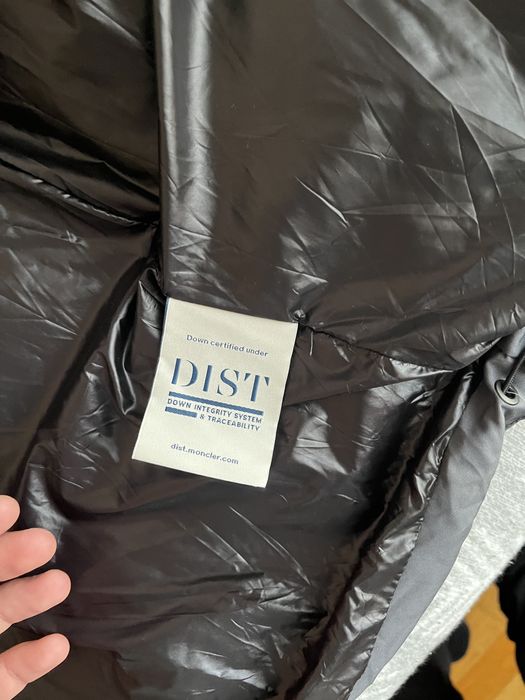 Down certified under
DIST
DOWN INTEGRITY SYSTEM
& TRACEABILITY
dist.moncler.com